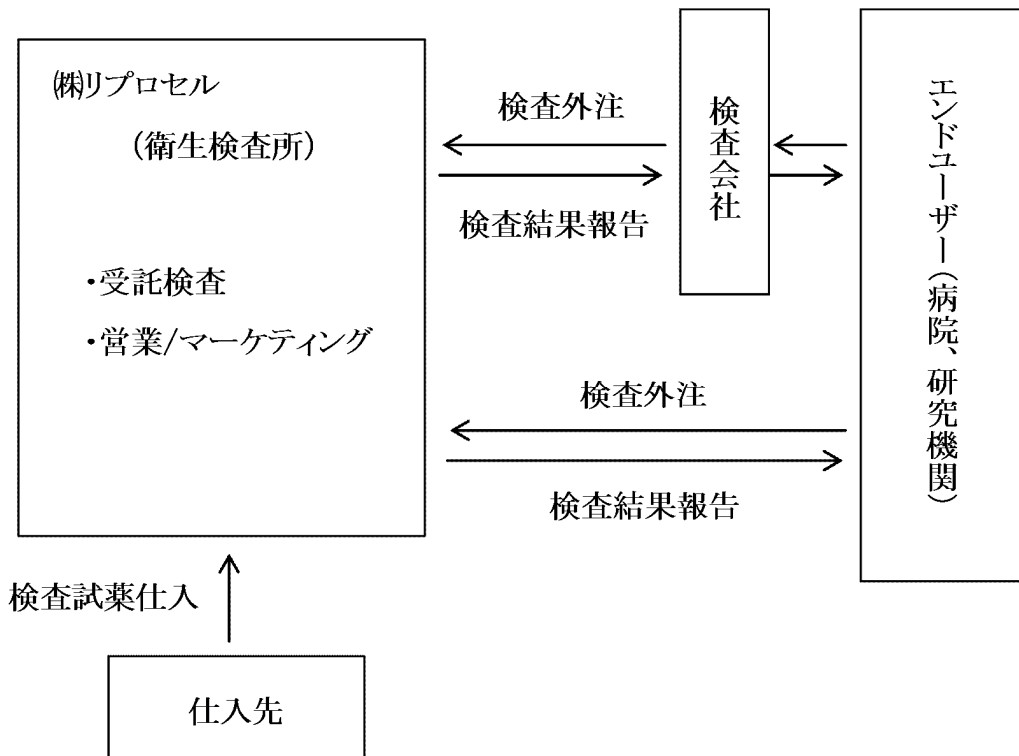 ㈱リプロセル
(衛生検査所)
・受託検査
・営業/マーケティング
検査外注
検査結果報告
検査会社
エンドユーザー(病院、研究機関)
検査外注
検査結果報告
検査試薬仕入
仕入先